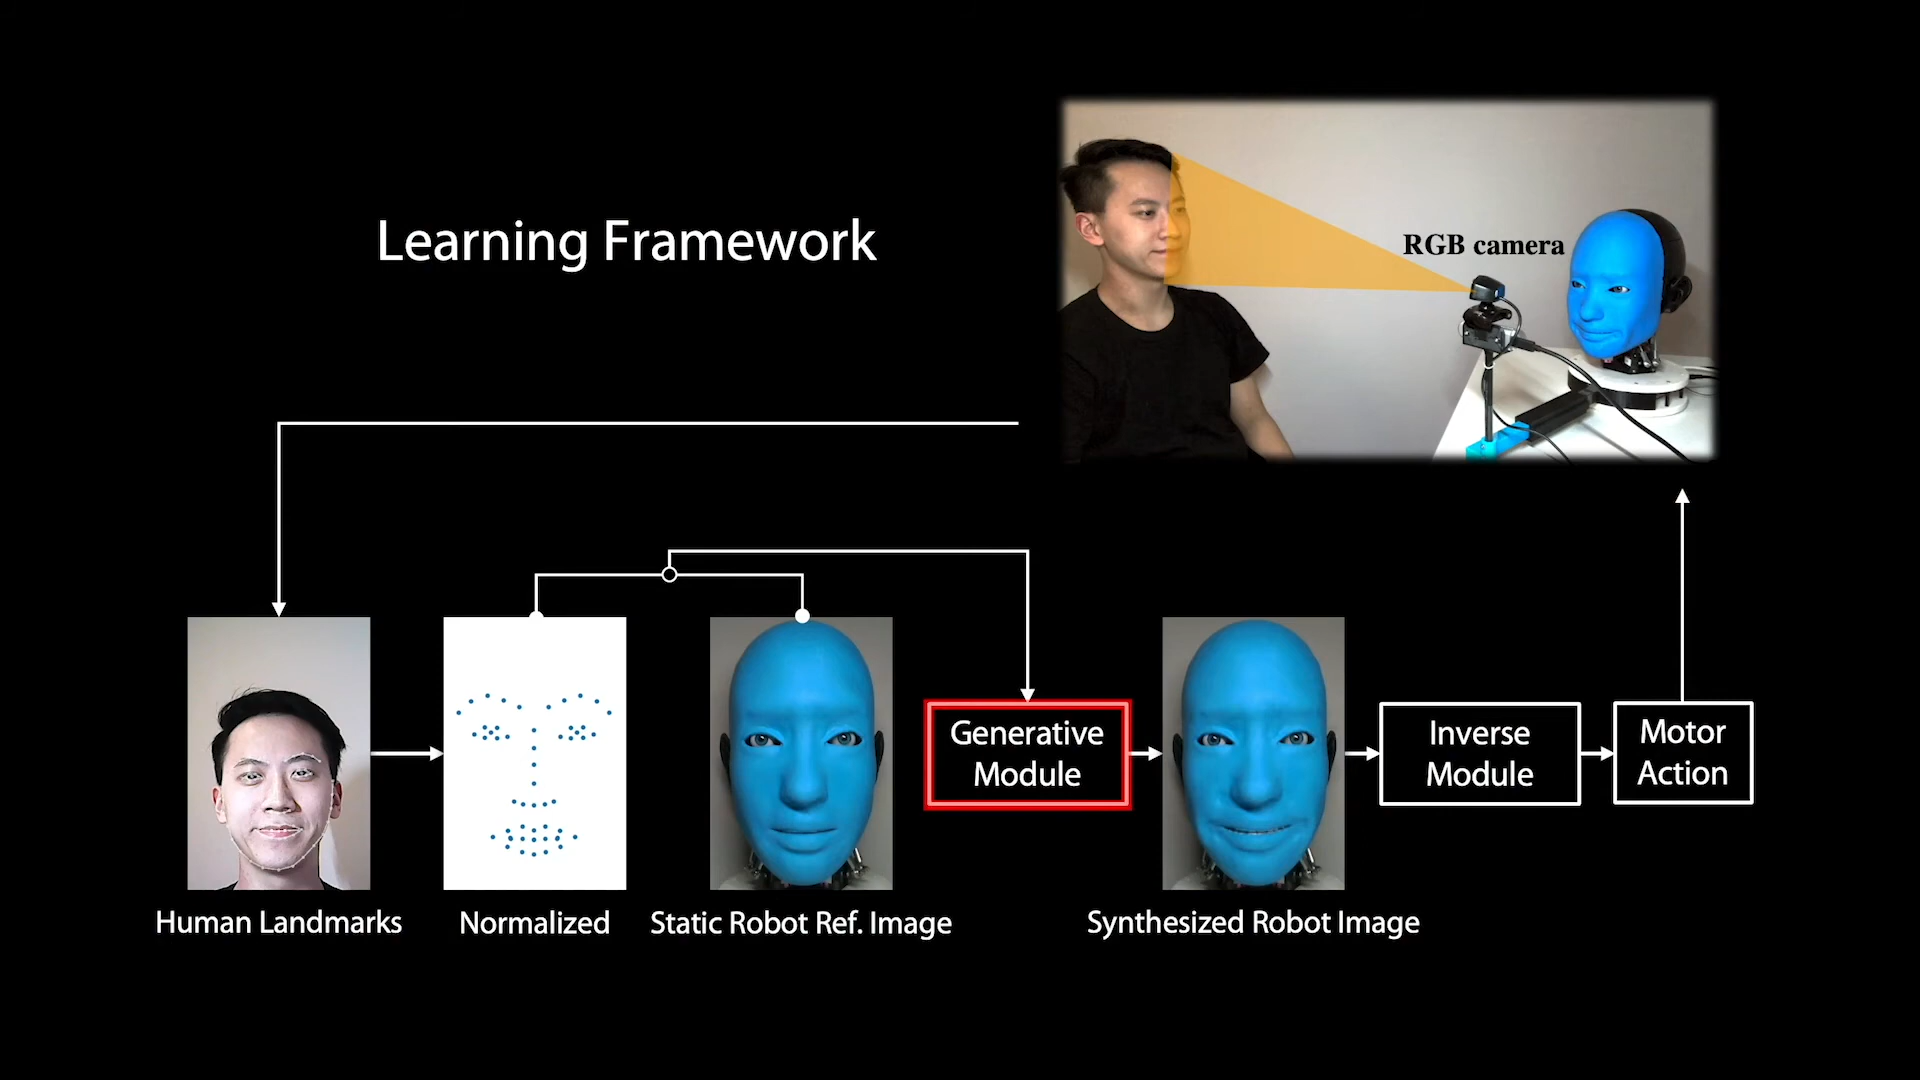 Learning Framework
RGB camera
Generative
Module
Inverse
Module
Motor
Action
Human Landmarks
Normalized
Static Robot Ref. Image
Synthesized Robot Image